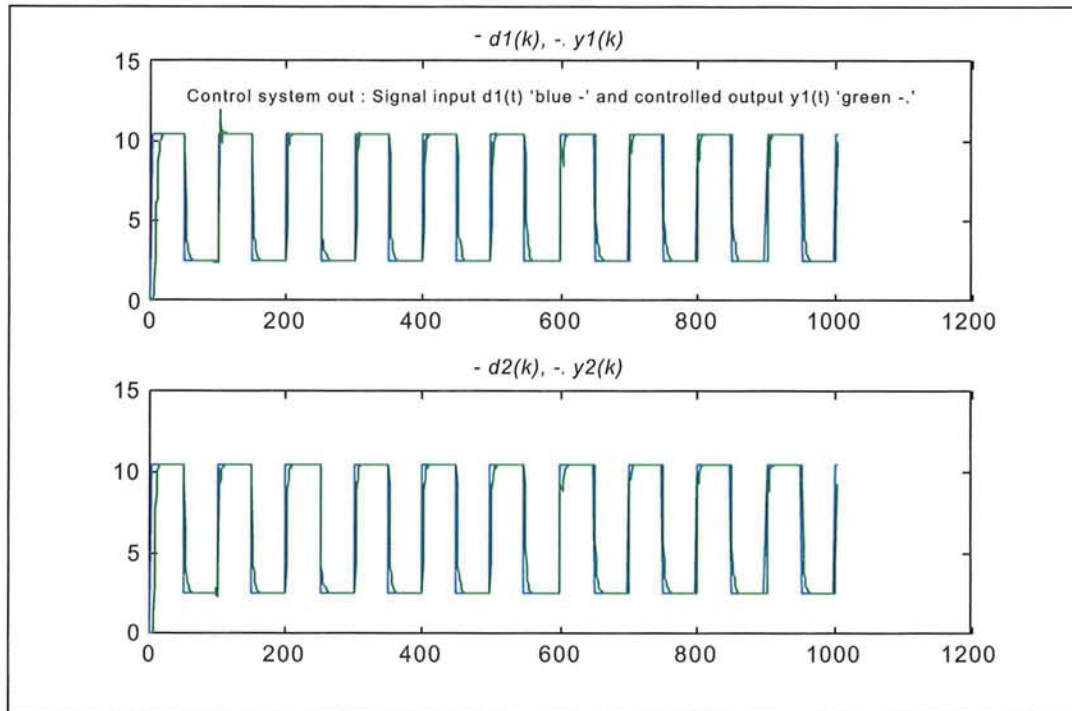 - d1(k), -. y1(k)
15
Control system out : Signal input d1(t) 'blue -' and controlled output y1(t) 'green -.'
10
5
0
0 200 400 600 800 1000 1200
- d2(k), -. y2(k)
15
10
5
0
0 200 400 600 800 1000 1200